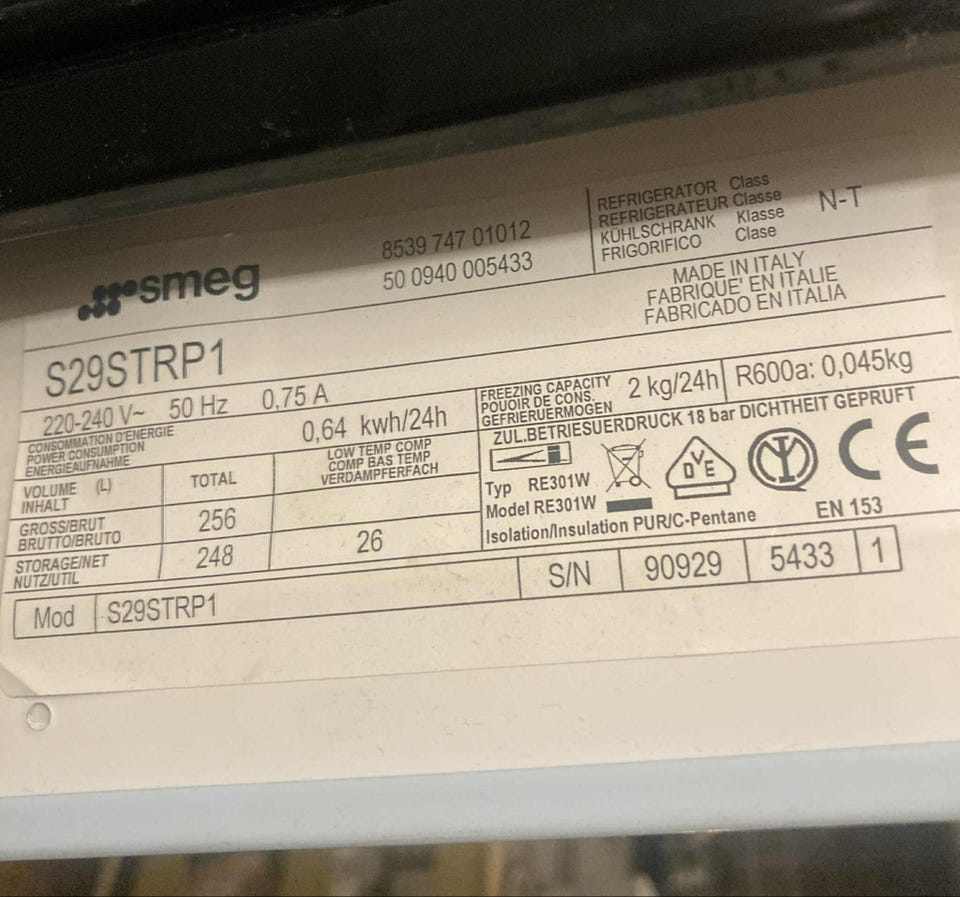 smeg
8539 747 01012
50 0940 005433
REFRIGERATOR Class
REFRIGERATEUR Classe
KÜHLSCHRANK Klasse
FRIGORIFICO Clase
N-T
MADE IN ITALY
FABRIQUE' EN ITALIE
FABRICADO EN ITALIA
S29STRP1
220-240 V~ 50 Hz 0,75 A
CONSOMMATION D'ENERGIE
POWER CONSUMPTION
ENERGIEAUFNAHME
0,64 kwh/24h
FREEZING CAPACITY
POUOIR DE CONS.
GEFRIERUERMOGEN
2 kg/24h
R600a: 0,045kg
ZUL.BETRIESUERDRUCK 18 bar DICHTHEIT GEPRUFT
VOLUME (L)
INHALT
TOTAL
LOW TEMP COMP
COMP BAS TEMP
VERDAMPFERFACH
GROSS/BRUT
BRUTTO/BRUTO
256
STORAGE/NET
NUTZ/UTIL
248
26
Typ RE301W
Model RE301W
DVE
CE
Isolation/Insulation PUR/C-Pentane
EN 153
Mod S29STRP1
S/N 90929 5433 1